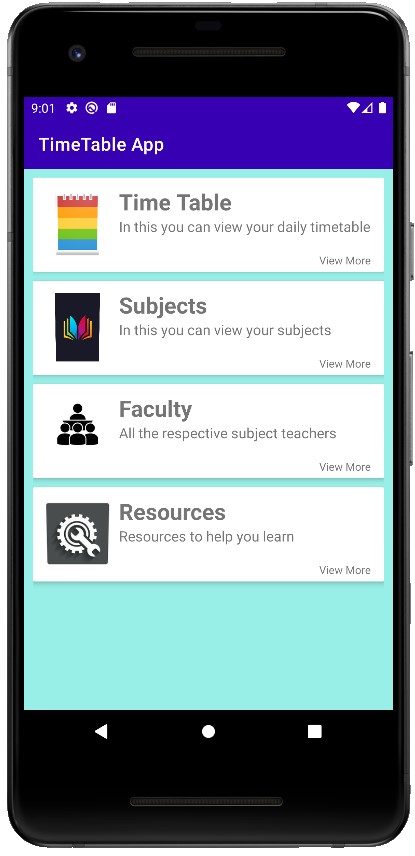 9:01
TimeTable App
Time Table
In this you can view your daily timetable
View More
Subjects
In this you can view your subjects
View More
Faculty
All the respective subject teachers
View More
Resources
Resources to help you learn
View More